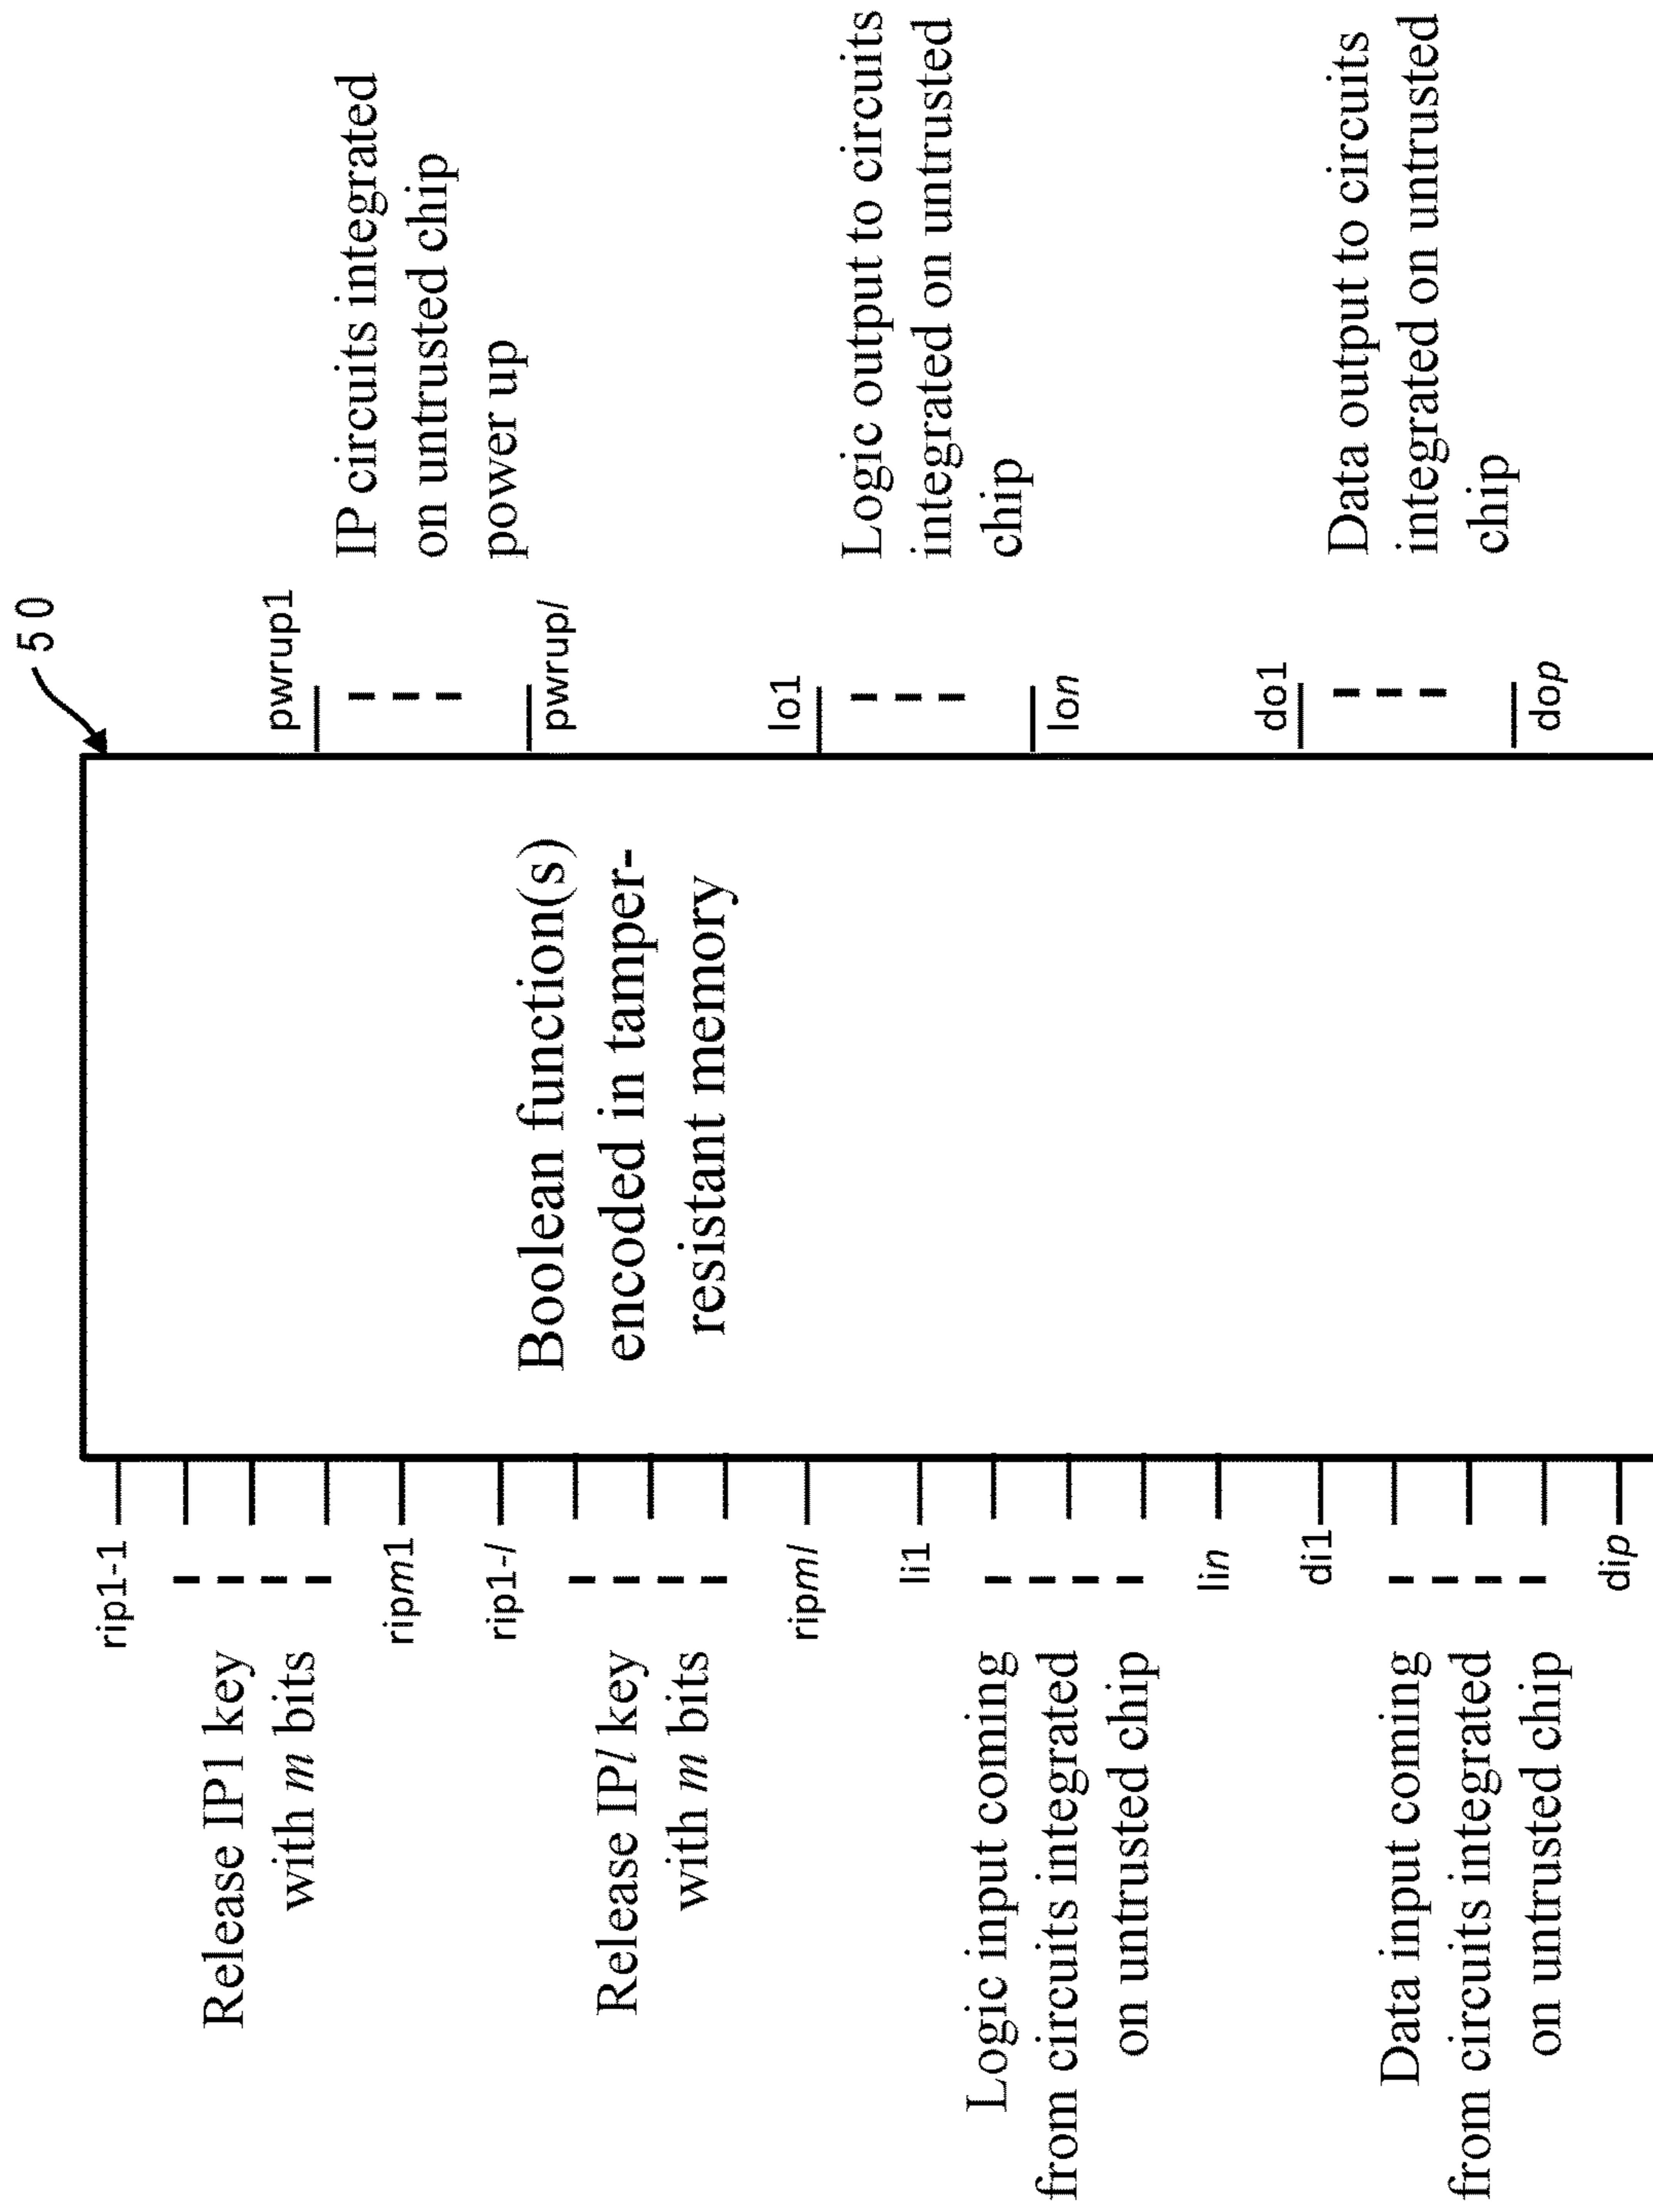 50
rip1-1
Release IP1 key
with m bits
ripm1
rip1-l
Release IPl key
with m bits
ripml
li1
Logic input coming
from circuits integrated
on untrusted chip
lin
di1
Data input coming
from circuits integrated
on untrusted chip
dip
Boolean function(s)
encoded in tamper-
resistant memory
pwrup1
IP circuits integrated
on untrusted chip
power up
pwrupl
lo1
Logic output to circuits
integrated on untrusted
chip
lon
do1
Data output to circuits
integrated on untrusted
chip
dop